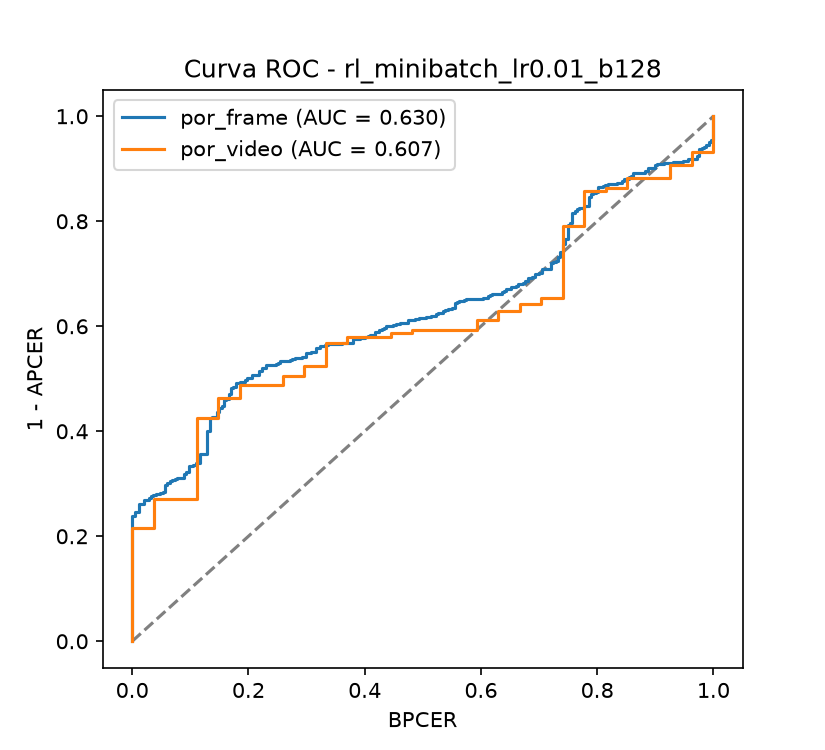 Curva ROC - rl_minibatch_lr0.01_b128
por_frame (AUC = 0.630)
por_video (AUC = 0.607)
1.0
0.8
0.6
0.4
0.2
0.0
1 - APCER
0.0 0.2 0.4 0.6 0.8 1.0
BPCER